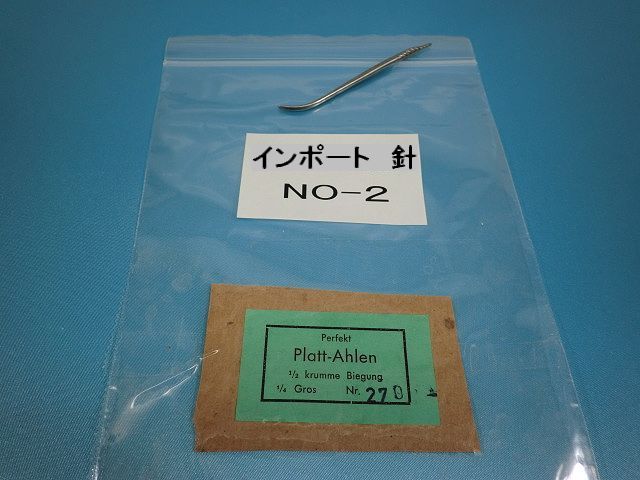 インポート 針
NO-2
Perfekt
Platt-Ahlen
1/2 krumme Biegung
1/4 Gros Nr. 270